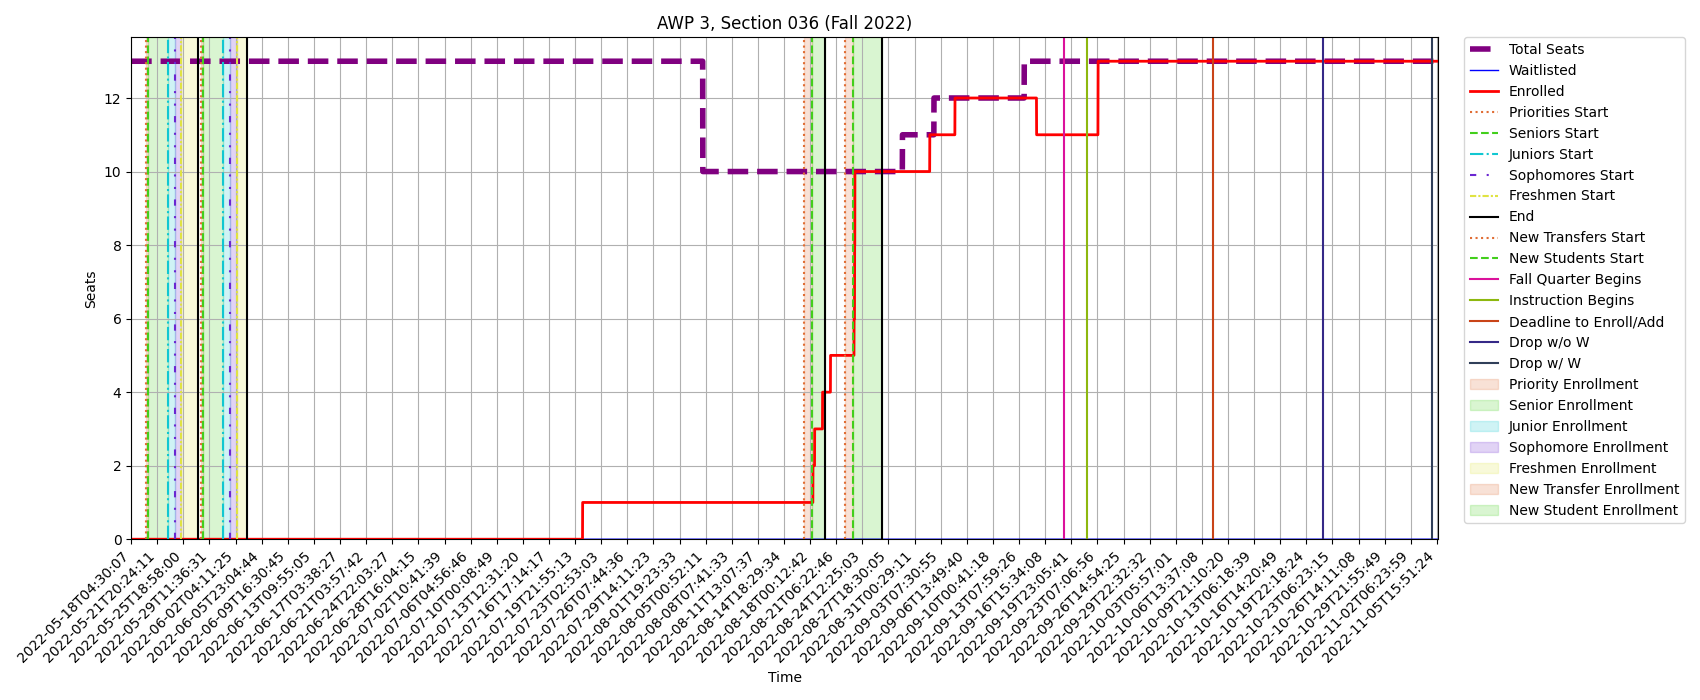 AWP 3, Section 036 (Fall 2022)
Seats
12
10
8
6
4
2
0
2022-05-18T04:30:07
2022-05-21T20:24:11
2022-05-25T18:58:00
2022-05-29T11:36:31
2022-06-02T04:11:25
2022-06-05T23:04:44
2022-06-09T16:30:45
2022-06-13T09:55:05
2022-06-17T03:38:27
2022-06-21T03:57:42
2022-06-24T22:03:27
2022-06-28T16:04:15
2022-07-02T10:41:39
2022-07-06T04:56:46
2022-07-10T00:08:49
2022-07-13T12:31:20
2022-07-16T17:14:17
2022-07-19T21:55:13
2022-07-23T02:53:03
2022-07-26T07:44:36
2022-07-29T14:11:23
2022-08-01T19:23:33
2022-08-05T00:52:11
2022-08-08T07:41:33
2022-08-11T13:07:37
2022-08-14T18:29:34
2022-08-18T00:12:42
2022-08-21T06:22:46
2022-08-24T12:25:03
2022-08-27T18:30:05
2022-08-31T00:29:11
2022-09-03T07:30:55
2022-09-06T13:49:40
2022-09-10T00:41:18
2022-09-13T07:59:26
2022-09-16T15:34:08
2022-09-19T23:05:41
2022-09-23T07:06:56
2022-09-26T14:54:25
2022-09-29T22:32:32
2022-10-03T05:57:01
2022-10-06T13:37:08
2022-10-09T21:10:20
2022-10-13T06:18:39
2022-10-16T14:20:49
2022-10-19T22:18:24
2022-10-23T06:23:15
2022-10-26T14:11:08
2022-10-29T21:55:49
2022-11-02T06:23:59
2022-11-05T15:51:24
Time
Total Seats
Waitlisted
Enrolled
Priorities Start
Seniors Start
Juniors Start
Sophomores Start
Freshmen Start
End
New Transfers Start
New Students Start
Fall Quarter Begins
Instruction Begins
Deadline to Enroll/Add
Drop w/o W
Drop w/ W
Priority Enrollment
Senior Enrollment
Junior Enrollment
Sophomore Enrollment
Freshmen Enrollment
New Transfer Enrollment
New Student Enrollment